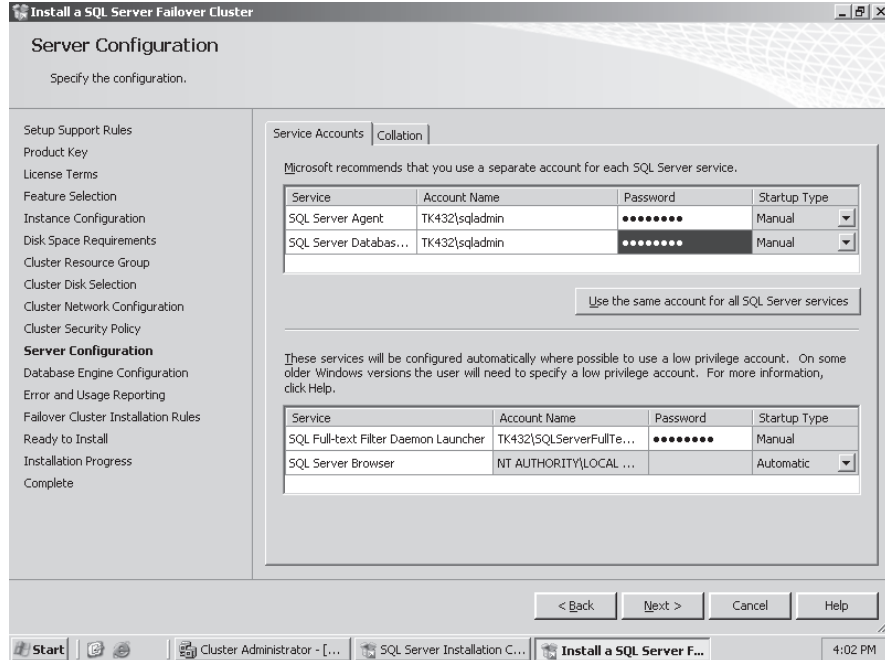 Install a SQL Server Failover Cluster
Server Configuration
Specify the configuration.
Setup Support Rules
Product Key
License Terms
Feature Selection
Instance Configuration
Disk Space Requirements
Cluster Resource Group
Cluster Disk Selection
Cluster Network Configuration
Cluster Security Policy
Server Configuration
Database Engine Configuration
Error and Usage Reporting
Failover Cluster Installation Rules
Ready to Install
Installation Progress
Complete
Service Accounts Collation
Microsoft recommends that you use a separate account for each SQL Server service.
Service Account Name Password Startup Type
SQL Server Agent TK432\sqladmin ●●●●●●●● Manual
SQL Server Databas... TK432\sqladmin ●●●●●●●● Manual
Use the same account for all SQL Server services
These services will be configured automatically where possible to use a low privilege account. On some
older Windows versions the user will need to specify a low privilege account. For more information,
click Help.
Service Account Name Password Startup Type
SQL Full-text Filter Daemon Launcher TK432\SQLServerFullTe... ●●●●●●●● Manual
SQL Server Browser NT AUTHORITY\LOCAL ... Automatic
< Back Next > Cancel Help
Start Cluster Administrator - [... SQL Server Installation C... Install a SQL Server F... 4:02 PM